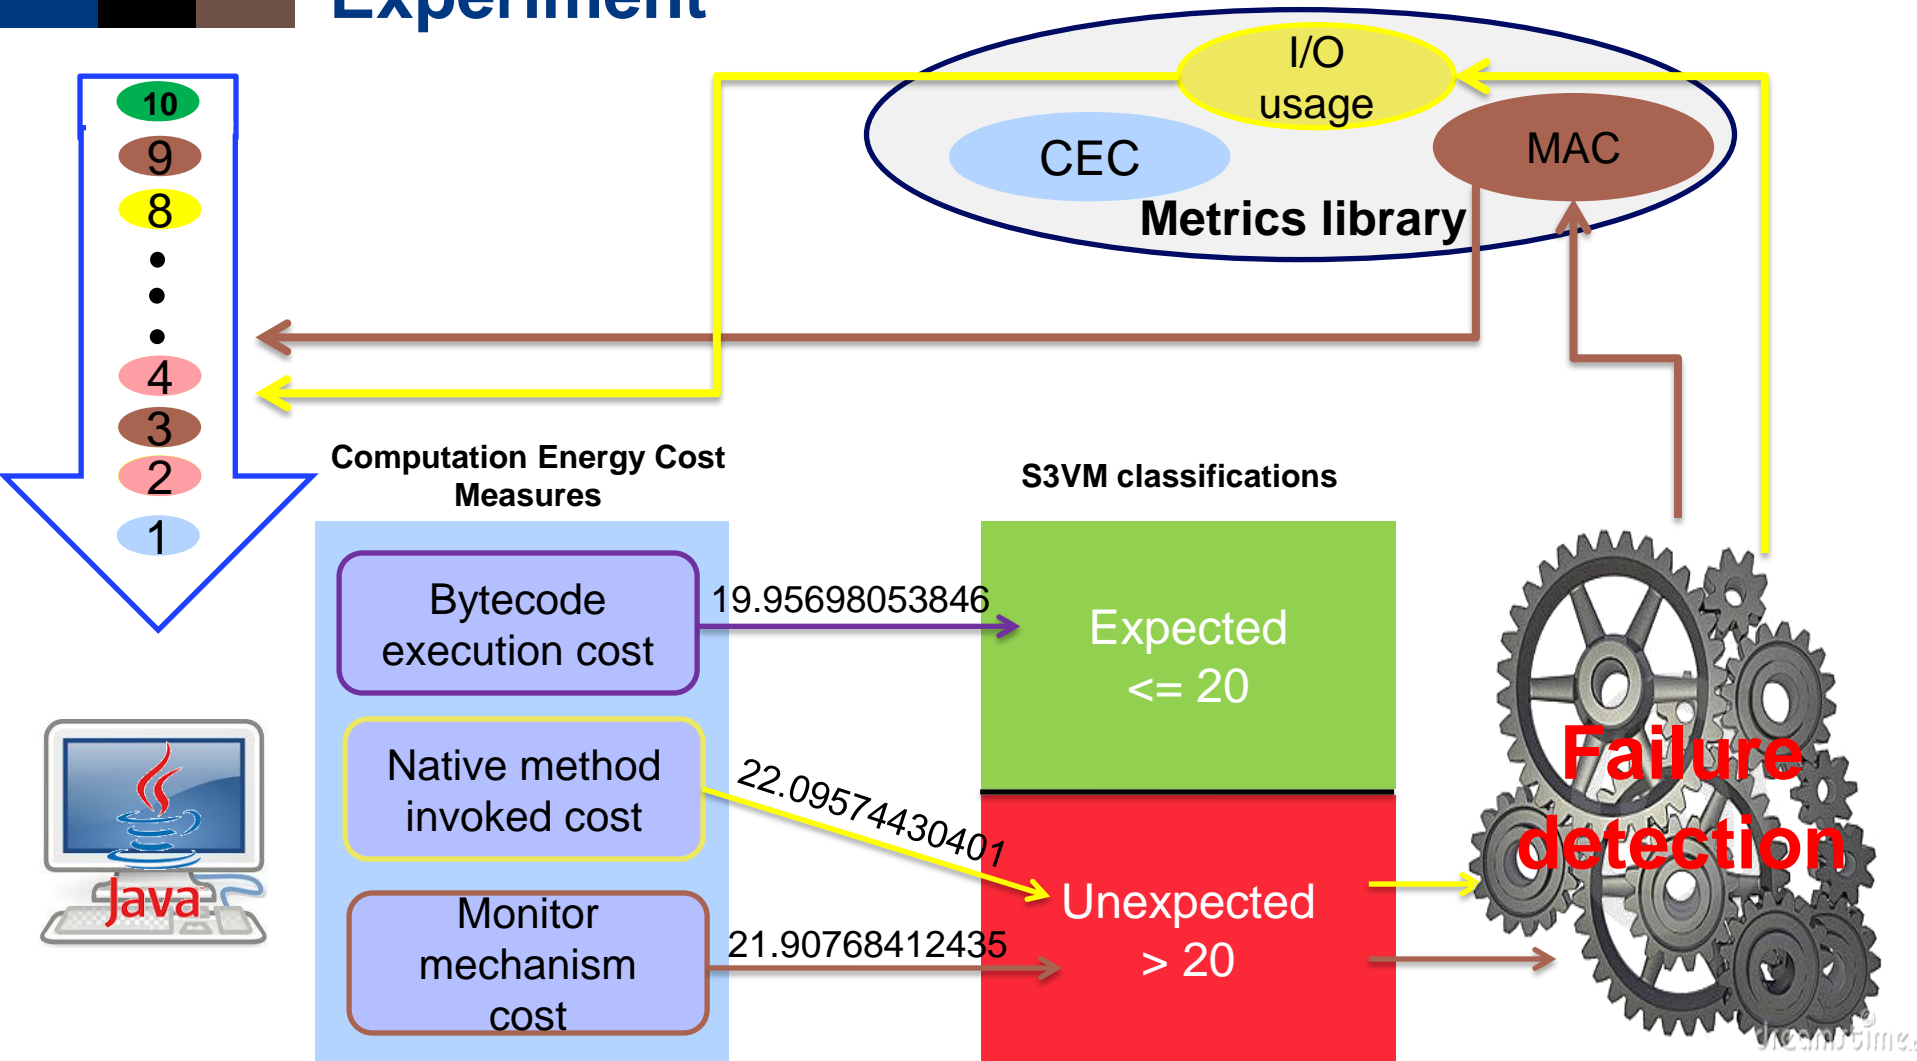 Experiment
I/O
usage
CEC
MAC
Metrics library
10
9
8
4
3
2
1
Computation Energy Cost
Measures
S3VM classifications
Bytecode
execution cost
19.95698053846
Expected
<= 20
Native method
invoked cost
22.09574430401
Monitor
mechanism
cost
21.90768412435
Unexpected
> 20
Failure
detection
Java
dreamstime.